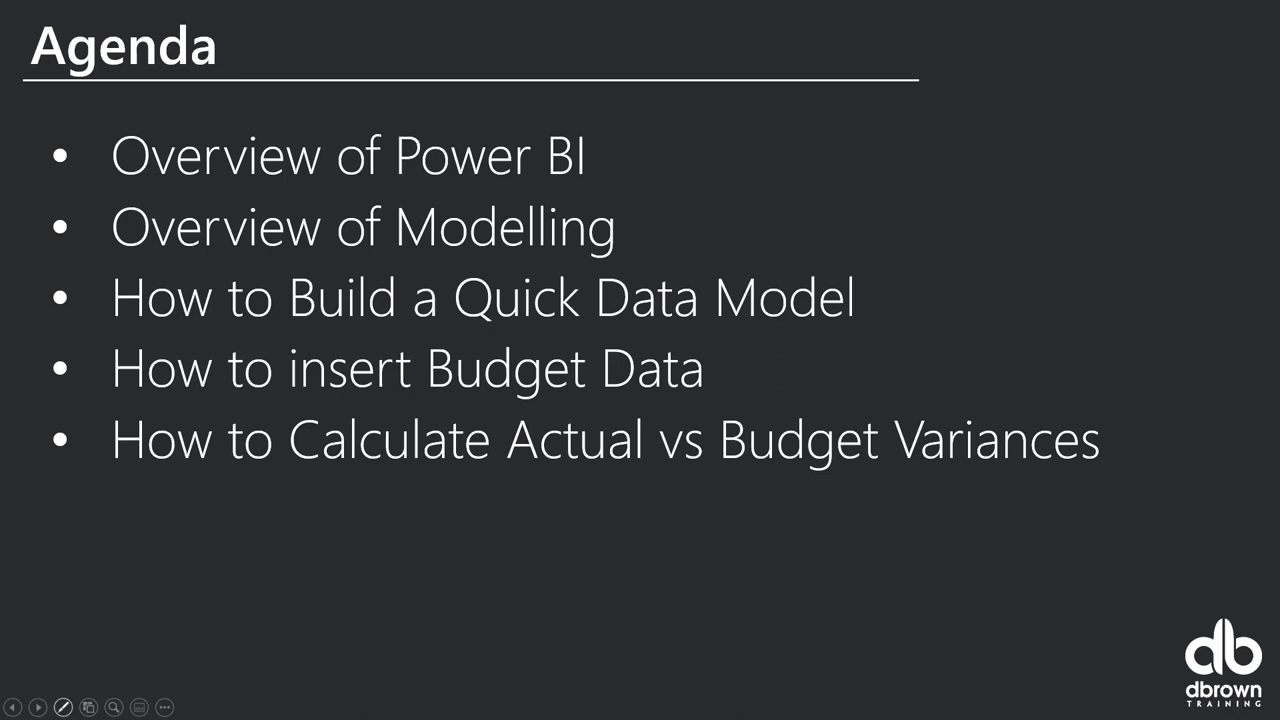 Agenda
• Overview of Power BI
• Overview of Modelling
• How to Build a Quick Data Model
• How to insert Budget Data
• How to Calculate Actual vs Budget Variances
db
dbrown
TRAINING